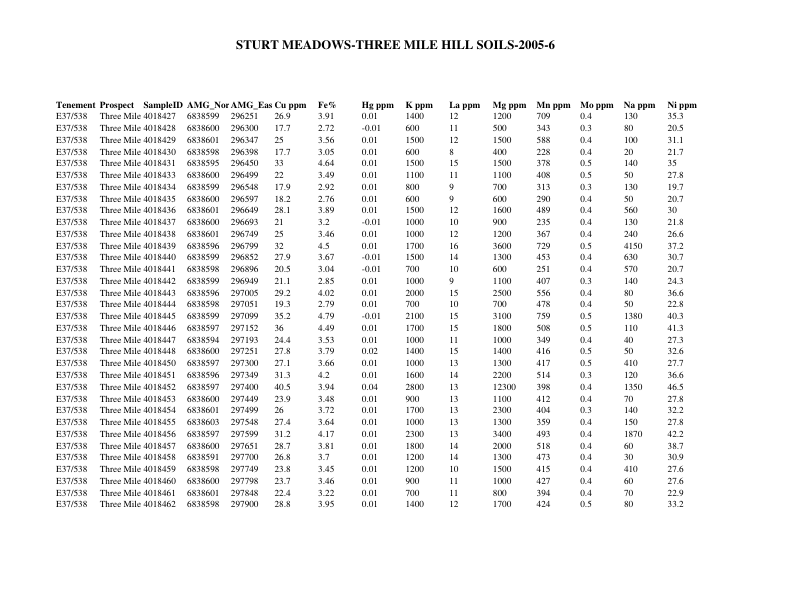 STURT MEADOWS-THREE MILE HILL SOILS-2005-6
Tenement Prospect SampleID AMG_Nor AMG_Eas Cu ppm Fe% Hg ppm K ppm La ppm Mg ppm Mn ppm Mo ppm Na ppm Ni ppm
E37/538 Three Mile 4018427 6838599 296251 26.9 3.91 0.01 1400 12 1200 709 0.4 130 35.3
E37/538 Three Mile 4018428 6838600 296300 17.7 2.72 -0.01 600 11 500 343 0.3 80 20.5
E37/538 Three Mile 4018429 6838601 296347 25 3.56 0.01 1500 12 1500 588 0.4 100 31.1
E37/538 Three Mile 4018430 6838598 296398 17.7 3.05 0.01 600 8 400 228 0.4 20 21.7
E37/538 Three Mile 4018431 6838595 296450 33 4.64 0.01 1500 15 1500 378 0.5 140 35
E37/538 Three Mile 4018433 6838600 296499 22 3.49 0.01 1100 11 1100 408 0.5 50 27.8
E37/538 Three Mile 4018434 6838599 296548 17.9 2.92 0.01 800 9 700 313 0.3 130 19.7
E37/538 Three Mile 4018435 6838600 296597 18.2 2.76 0.01 600 9 600 290 0.4 50 20.7
E37/538 Three Mile 4018436 6838601 296649 28.1 3.89 0.01 1500 12 1600 489 0.4 560 30
E37/538 Three Mile 4018437 6838600 296693 21 3.2 -0.01 1000 10 900 235 0.4 130 21.8
E37/538 Three Mile 4018438 6838601 296749 25 3.46 0.01 1000 12 1200 367 0.4 240 26.6
E37/538 Three Mile 4018439 6838596 296799 32 4.5 0.01 1700 16 3600 729 0.5 4150 37.2
E37/538 Three Mile 4018440 6838599 296852 27.9 3.67 -0.01 1500 14 1300 453 0.4 630 30.7
E37/538 Three Mile 4018441 6838598 296896 20.5 3.04 -0.01 700 10 600 251 0.4 570 20.7
E37/538 Three Mile 4018442 6838599 296949 21.1 2.85 0.01 1000 9 1100 407 0.3 140 24.3
E37/538 Three Mile 4018443 6838596 297005 29.2 4.02 0.01 2000 15 2500 556 0.4 80 36.6
E37/538 Three Mile 4018444 6838598 297051 19.3 2.79 0.01 700 10 700 478 0.4 50 22.8
E37/538 Three Mile 4018445 6838599 297099 35.2 4.79 -0.01 2100 15 3100 759 0.5 1380 40.3
E37/538 Three Mile 4018446 6838597 297152 36 4.49 0.01 1700 15 1800 508 0.5 110 41.3
E37/538 Three Mile 4018447 6838594 297193 24.4 3.53 0.01 1000 11 1000 349 0.4 40 27.3
E37/538 Three Mile 4018448 6838600 297251 27.8 3.79 0.02 1400 15 1400 416 0.5 50 32.6
E37/538 Three Mile 4018450 6838597 297300 27.1 3.66 0.01 1000 13 1300 417 0.5 410 27.7
E37/538 Three Mile 4018451 6838596 297349 31.3 4.2 0.01 1600 14 2200 514 0.3 120 36.6
E37/538 Three Mile 4018452 6838597 297400 40.5 3.94 0.04 2800 13 12300 398 0.4 1350 46.5
E37/538 Three Mile 4018453 6838600 297449 23.9 3.48 0.01 900 13 1100 412 0.4 70 27.8
E37/538 Three Mile 4018454 6838601 297499 26 3.72 0.01 1700 13 2300 404 0.3 140 32.2
E37/538 Three Mile 4018455 6838603 297548 27.4 3.64 0.01 1000 13 1300 359 0.4 150 27.8
E37/538 Three Mile 4018456 6838597 297599 31.2 4.17 0.01 2300 13 3400 493 0.4 1870 42.2
E37/538 Three Mile 4018457 6838600 297651 28.7 3.81 0.01 1800 14 2000 518 0.4 60 38.7
E37/538 Three Mile 4018458 6838591 297700 26.8 3.7 0.01 1200 14 1300 473 0.4 30 30.9
E37/538 Three Mile 4018459 6838598 297749 23.8 3.45 0.01 1200 10 1500 415 0.4 410 27.6
E37/538 Three Mile 4018460 6838600 297798 23.7 3.46 0.01 900 11 1000 427 0.4 60 27.6
E37/538 Three Mile 4018461 6838601 297848 22.4 3.22 0.01 700 11 800 394 0.4 70 22.9
E37/538 Three Mile 4018462 6838598 297900 28.8 3.95 0.01 1400 12 1700 424 0.5 80 33.2